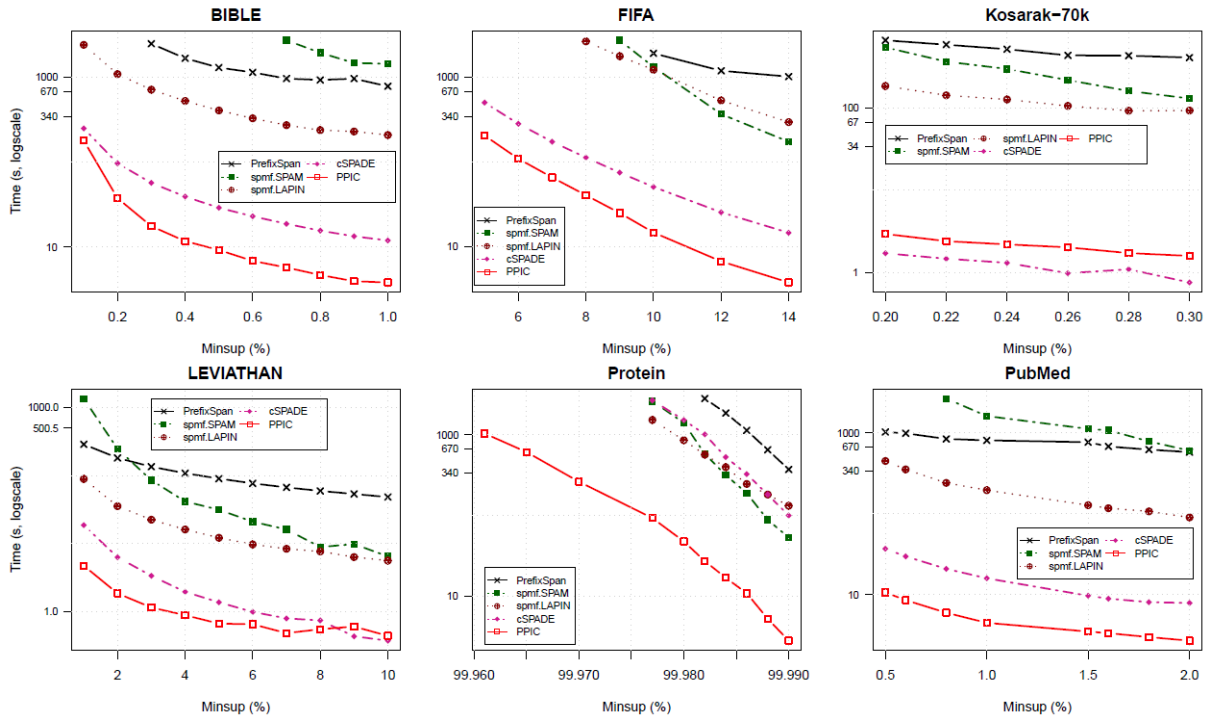 BIBLE
Time (s, logscale)
1000
670
340
10
PrefixSpan
spmf.SPAM
spmf.LAPIN
cSPADE
PPIC
0.2 0.4 0.6 0.8 1.0
Minsup (%)
FIFA
1000
670
340
10
PrefixSpan
spmf.SPAM
spmf.LAPIN
cSPADE
PPIC
6 8 10 12 14
Minsup (%)
Kosarak−70k
100
67
34
1
PrefixSpan
spmf.SPAM
spmf.LAPIN
cSPADE
PPIC
0.20 0.22 0.24 0.26 0.28 0.30
Minsup (%)
LEVIATHAN
Time (s, logscale)
1000.0
500.5
1.0
PrefixSpan
spmf.SPAM
spmf.LAPIN
cSPADE
PPIC
2 4 6 8 10
Minsup (%)
Protein
1000
670
340
10
PrefixSpan
spmf.SPAM
spmf.LAPIN
cSPADE
PPIC
99.960 99.970 99.980 99.990
Minsup (%)
PubMed
1000
670
340
10
PrefixSpan
spmf.SPAM
spmf.LAPIN
cSPADE
PPIC
0.5 1.0 1.5 2.0
Minsup (%)